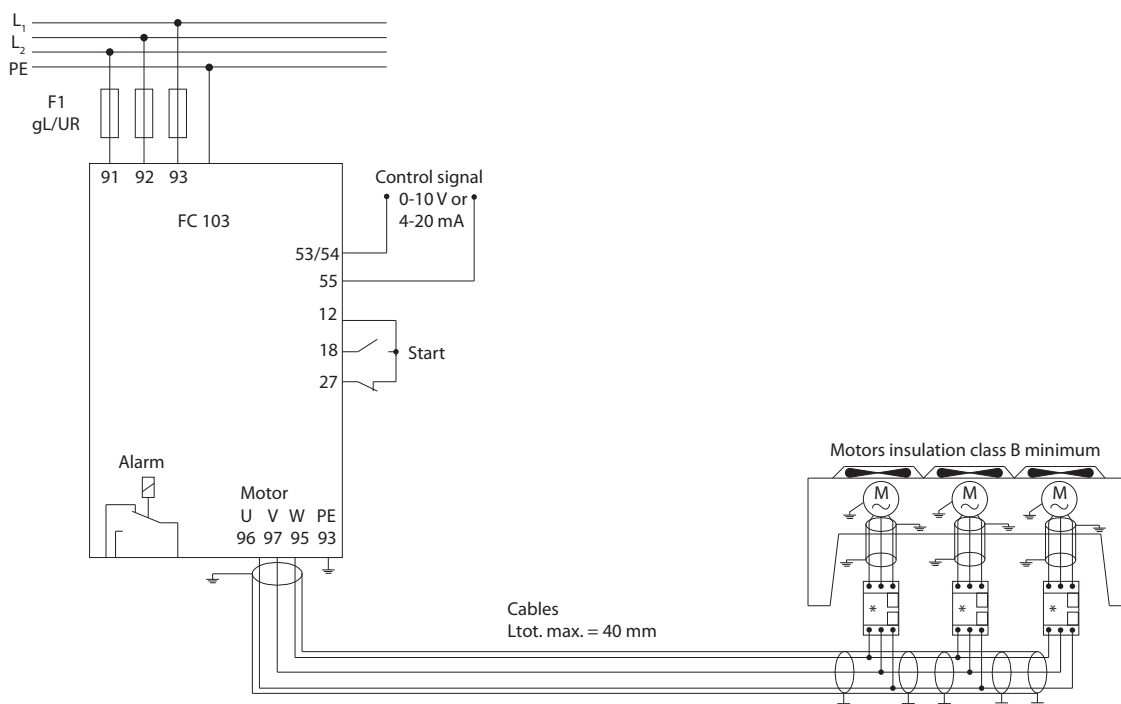 L₁
L₂
PE
F1
gL/UR
91 92 93
FC 103
Control signal
0-10 V or
4-20 mA
53/54
55
12
18
Start
27
Alarm
Motor
U V W PE
96 97 95 93
Motors insulation class B minimum
M M M
* * *
Cables
Ltot. max. = 40 mm